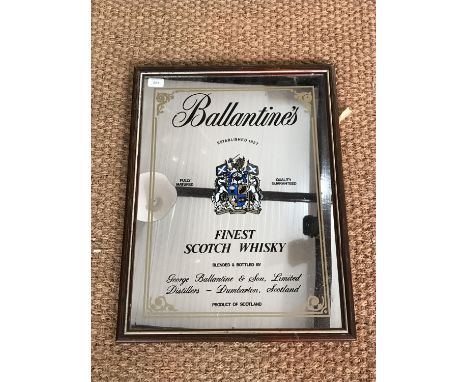 Ballantine's
ESTABLISHED 1827
FULLY MATURED
QUALITY GUARANTEED
FINEST
SCOTCH WHISKY
BLENDED & BOTTLED BY
George Ballantine & Son, Limited
Distillers – Dumbarton, Scotland
PRODUCT OF SCOTLAND